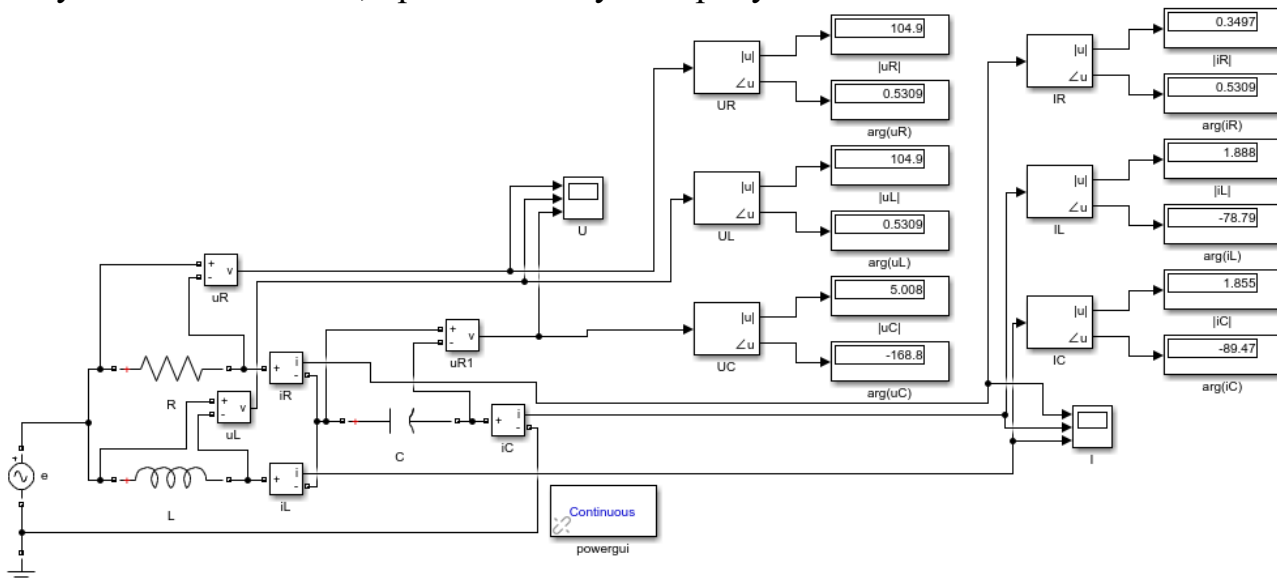 104.9
|u|
∠u
UR
|uR|
0.5309
arg(uR)
0.3497
|u|
∠u
IR
|iR|
0.5309
arg(iR)
104.9
|u|
∠u
UL
|uL|
0.5309
arg(uL)
1.888
|u|
∠u
IL
|iL|
-78.79
arg(iL)
5.008
|u|
∠u
UC
|uC|
-168.8
arg(uC)
1.855
|u|
∠u
IC
|iC|
-89.47
arg(iC)
U
+
-
v
uR
+
-
v
uR1
R
+
i
-
iR
+
-
v
uL
C
+
i
-
iC
I
+
e
L
+
i
-
iL
Continuous
powergui